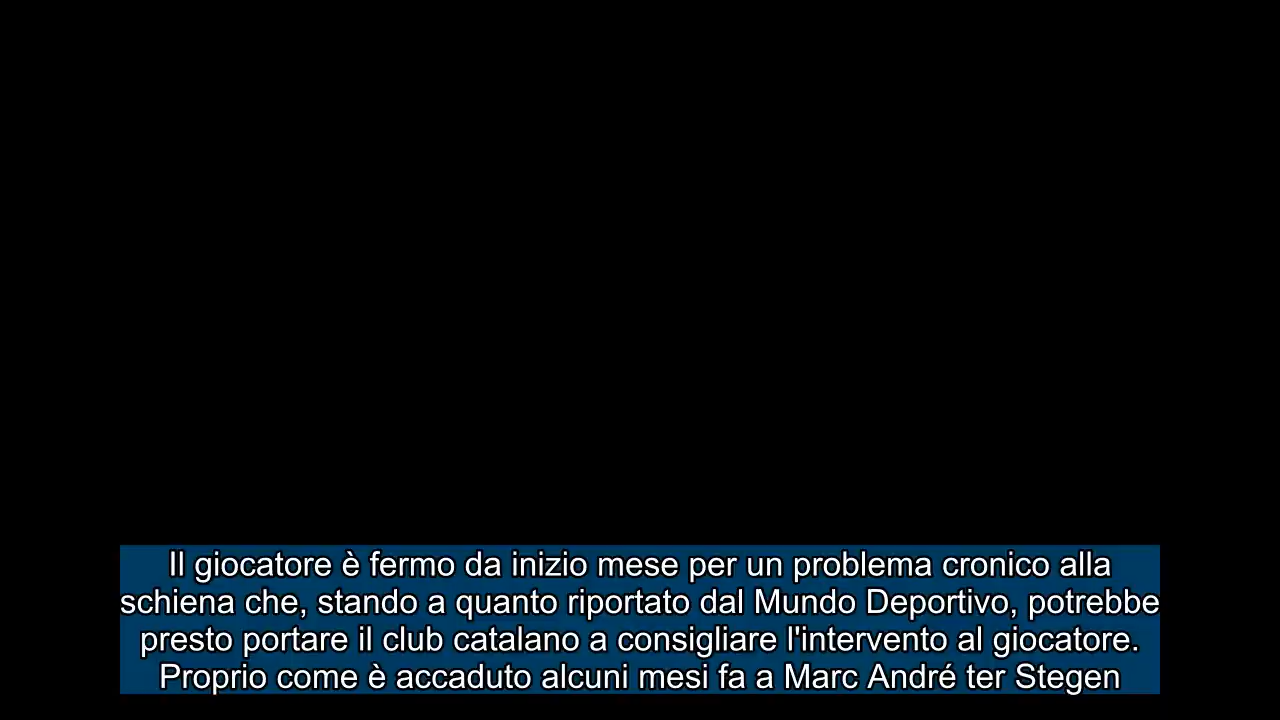 Il giocatore è fermo da inizio mese per un problema cronico alla
schiena che, stando a quanto riportato dal Mundo Deportivo, potrebbe
presto portare il club catalano a consigliare l'intervento al giocatore.
Proprio come è accaduto alcuni mesi fa a Marc André ter Stegen